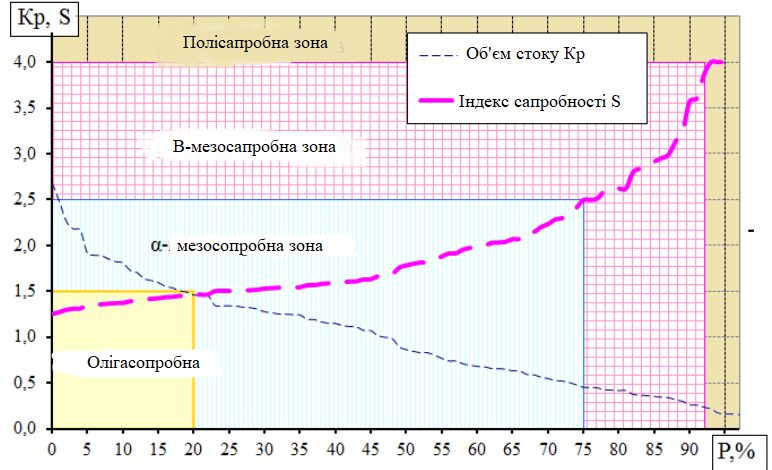 Кр, S
Полісапробна зона
Об'єм стоку Кр
Індекс сапробності S
В-мезосапробна зона
α- мезосопробна зона
Олігасопробна
4,0
3,5
3,0
2,5
2,0
1,5
1,0
0,5
0,0
0 5 10 15 20 25 30 35 40 45 50 55 60 65 70 75 80 85 90 Р,%